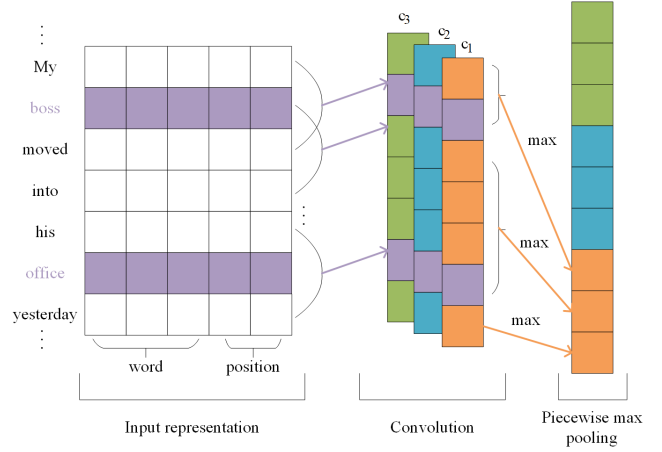 My
boss
moved
into
his
office
yesterday
word
position
Input representation
c3
c2
c1
Convolution
max
max
max
Piecewise max
pooling